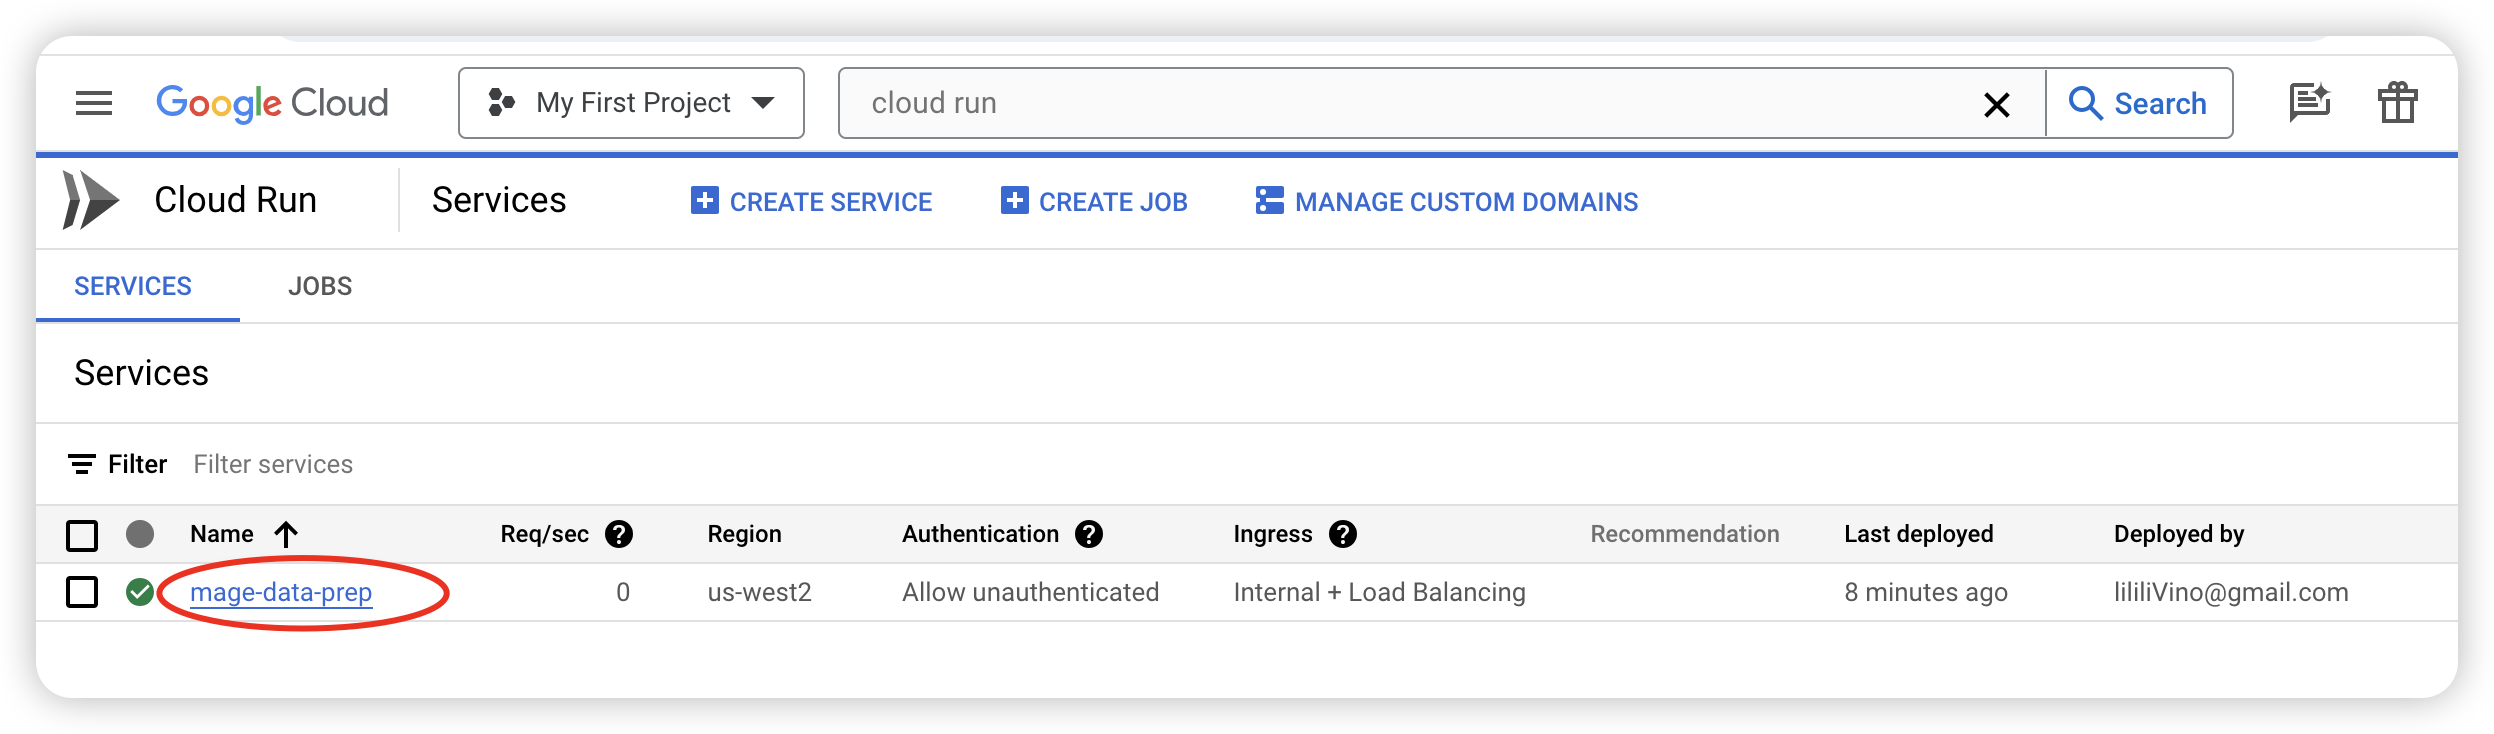 Google Cloud My First Project cloud run Search
Cloud Run Services CREATE SERVICE CREATE JOB MANAGE CUSTOM DOMAINS
SERVICES JOBS
Services
Filter Filter services
Name Req/sec ? Region Authentication ? Ingress ? Recommendation Last deployed Deployed by
mage-data-prep 0 us-west2 Allow unauthenticated Internal + Load Balancing 8 minutes ago lililiVino@gmail.com